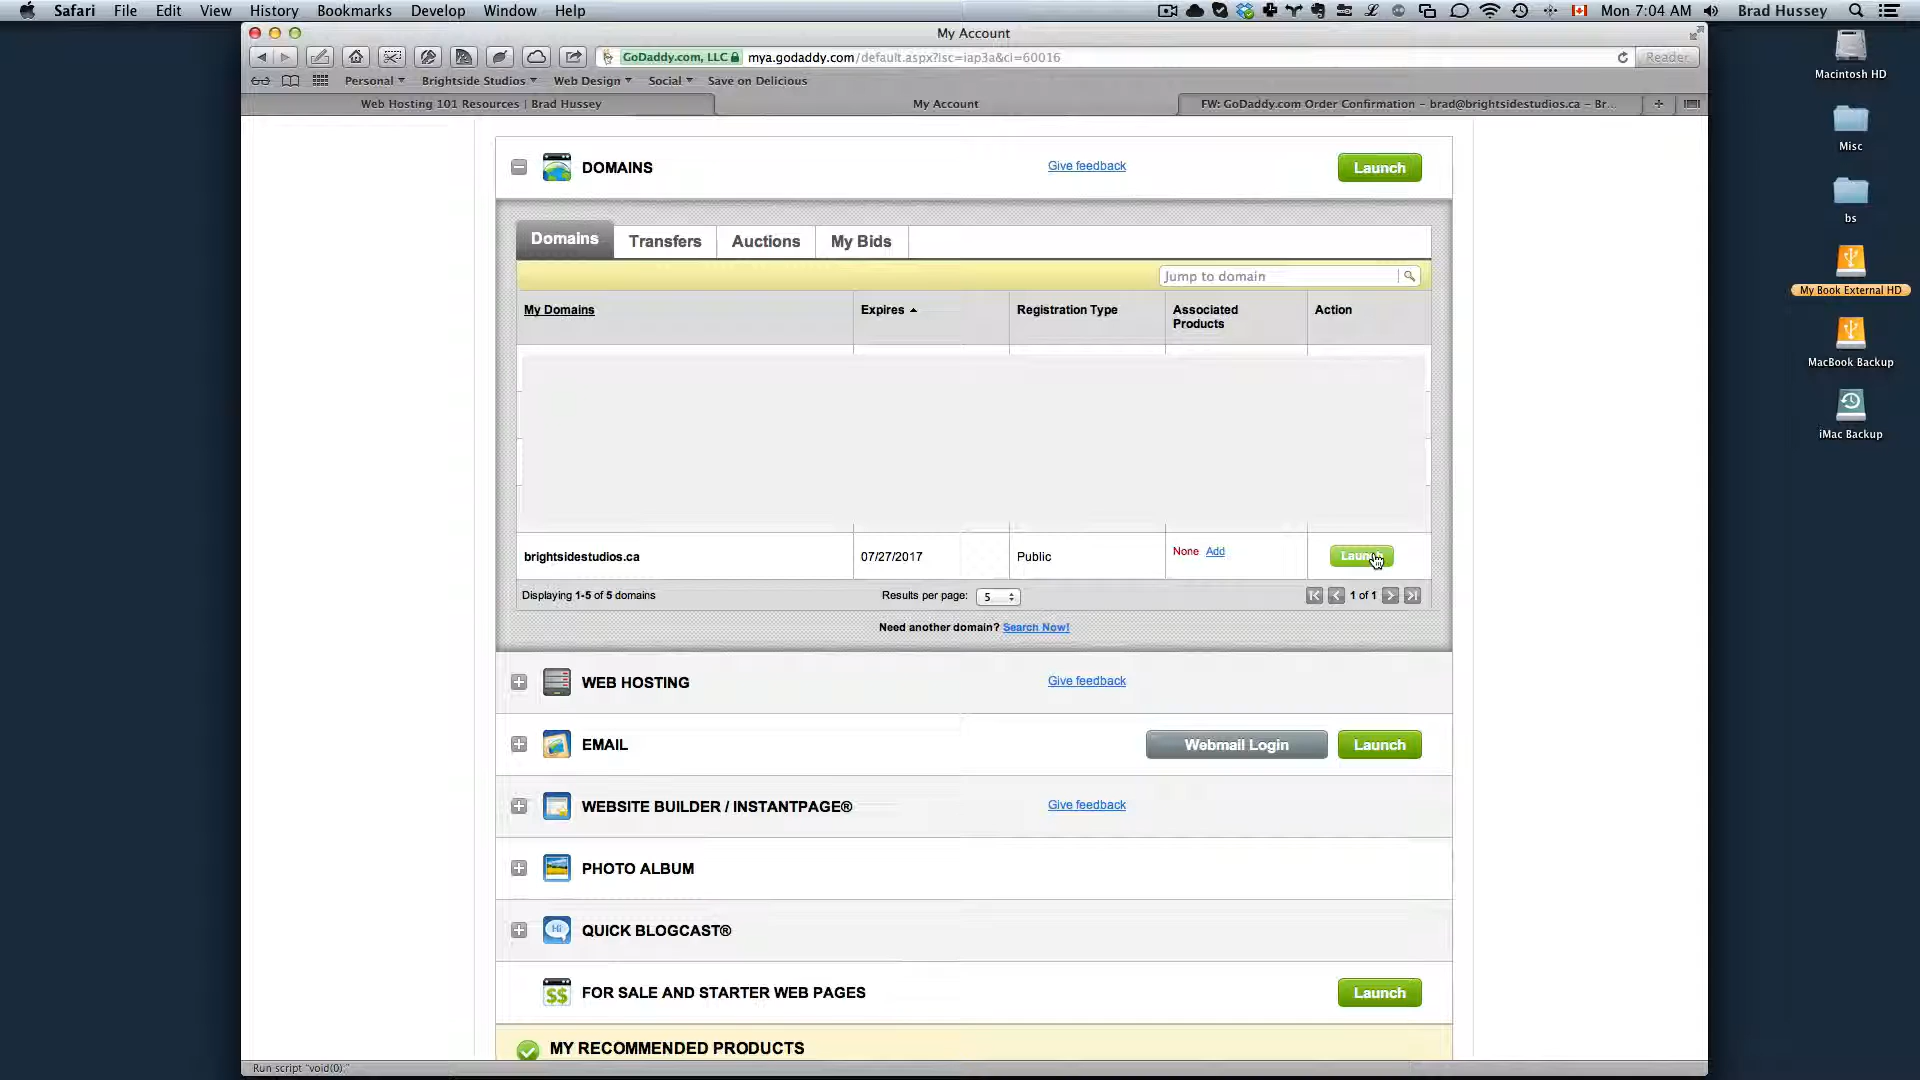 Safari File Edit View History Bookmarks Develop Window Help Mon 7:04 AM Brad Hussey
My Account
GoDaddy.com, LLC mya.godaddy.com/default.aspx?isc=iap3a&ci=60016 Reader
Personal Brightside Studios Web Design Social Save on Delicious
Web Hosting 101 Resources | Brad Hussey My Account FW: GoDaddy.com Order Confirmation – brad@brightsidestudios.ca – Br...
Macintosh HD
Misc
bs
My Book External HD
MacBook Backup
iMac Backup
DOMAINS Give feedback Launch
Domains Transfers Auctions My Bids
Jump to domain
My Domains Expires Registration Type Associated Products Action
brightsidestudios.ca 07/27/2017 Public None Add Launch
Displaying 1-5 of 5 domains Results per page: 5 1 of 1
Need another domain? Search Now!
WEB HOSTING Give feedback
EMAIL Webmail Login Launch
WEBSITE BUILDER / INSTANTPAGE® Give feedback
PHOTO ALBUM
Hi QUICK BLOGCAST®
$$ FOR SALE AND STARTER WEB PAGES Launch
MY RECOMMENDED PRODUCTS
Run script "void(0);"